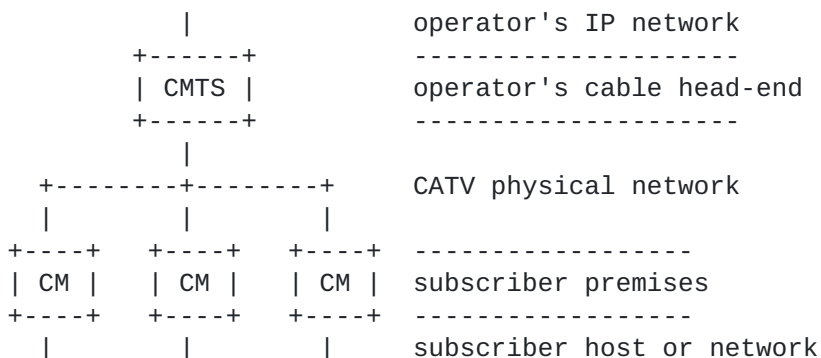 | operator's IP network
+------+ ---------------------
| CMTS | operator's cable head-end
+------+ ---------------------
|
+--------+--------+ CATV physical network
| | |
+----+ +----+ +----+ ------------------
| CM | | CM | | CM | subscriber premises
+----+ +----+ +----+ ------------------
| | | subscriber host or network